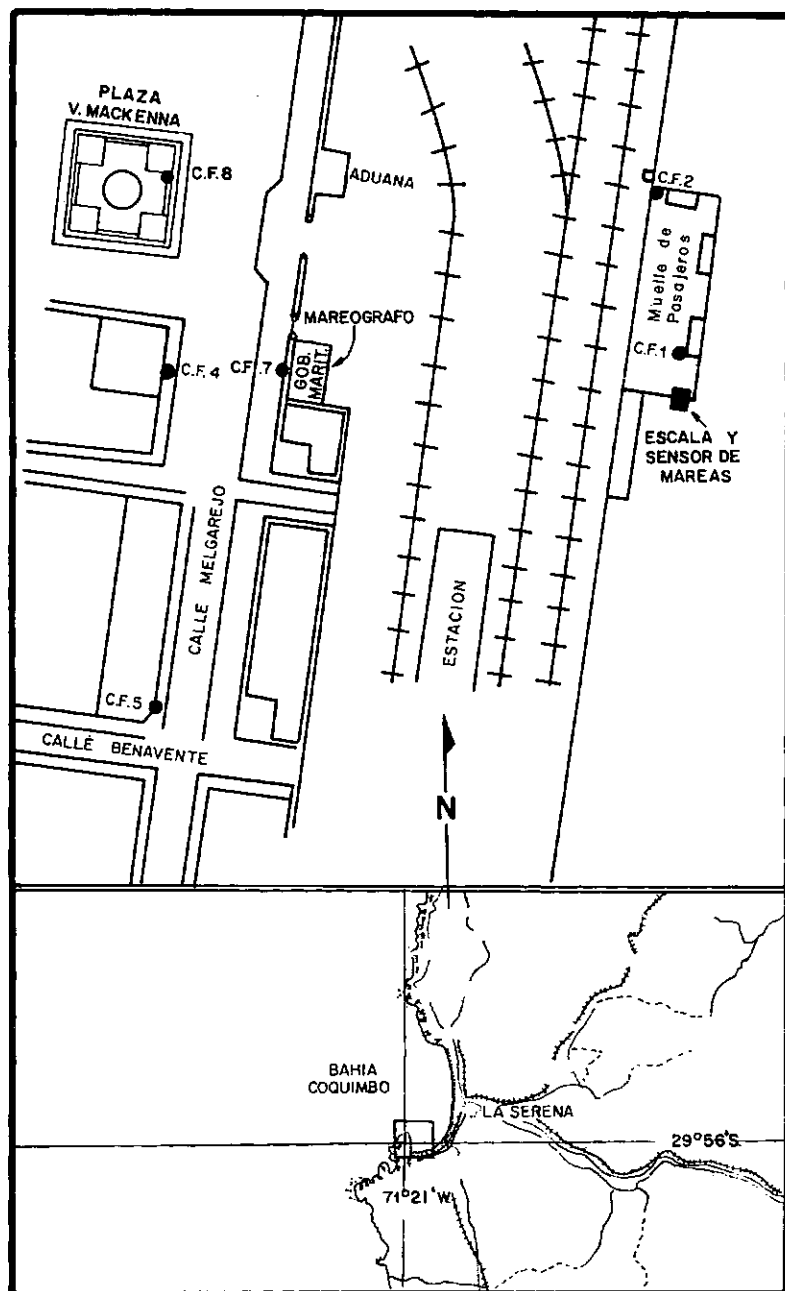 PLAZA
V. MACKENNA
C.F.8
ADUANA
C.F.2
Muelle de
Pasajeros
MAREOGRAFO
C.F.1
C.F.4
C.F.7
GOB.
MARIT.
ESCALA Y
SENSOR DE
MAREAS
CALLE MELGAREJO
ESTACION
C.F.5
CALLE BENAVENTE
N
BAHIA
COQUIMBO
LA SERENA
29°56'S.
71°21'W.